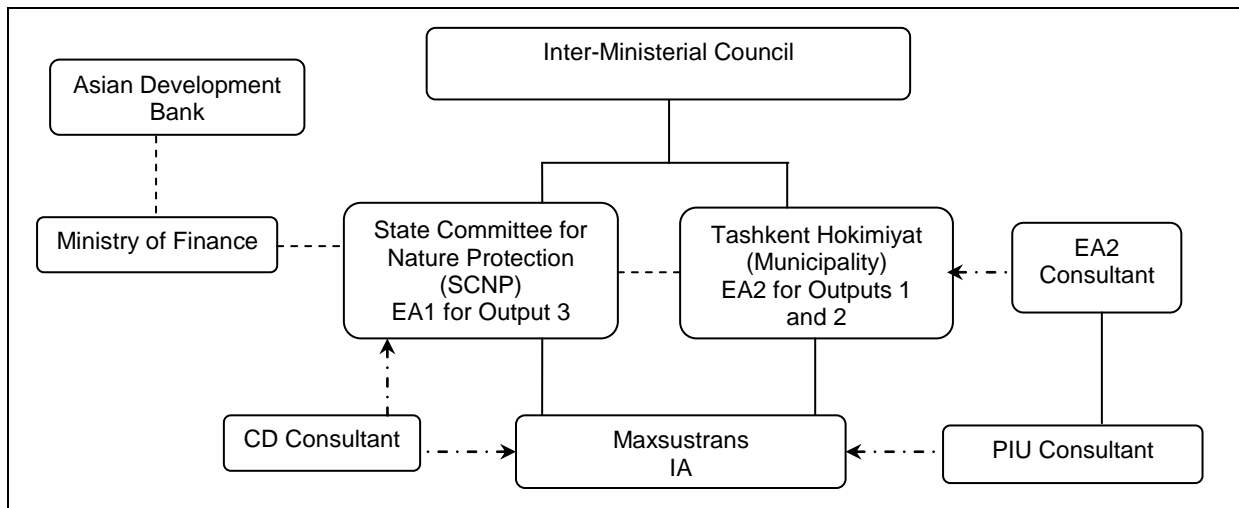 Inter-Ministerial Council
Asian Development
Bank
Ministry of Finance
State Committee for
Nature Protection
(SCNP)
EA1 for Output 3
Tashkent Hokimiyat
(Municipality)
EA2 for Outputs 1
and 2
EA2
Consultant
CD Consultant
Maxsustrans
IA
PIU Consultant